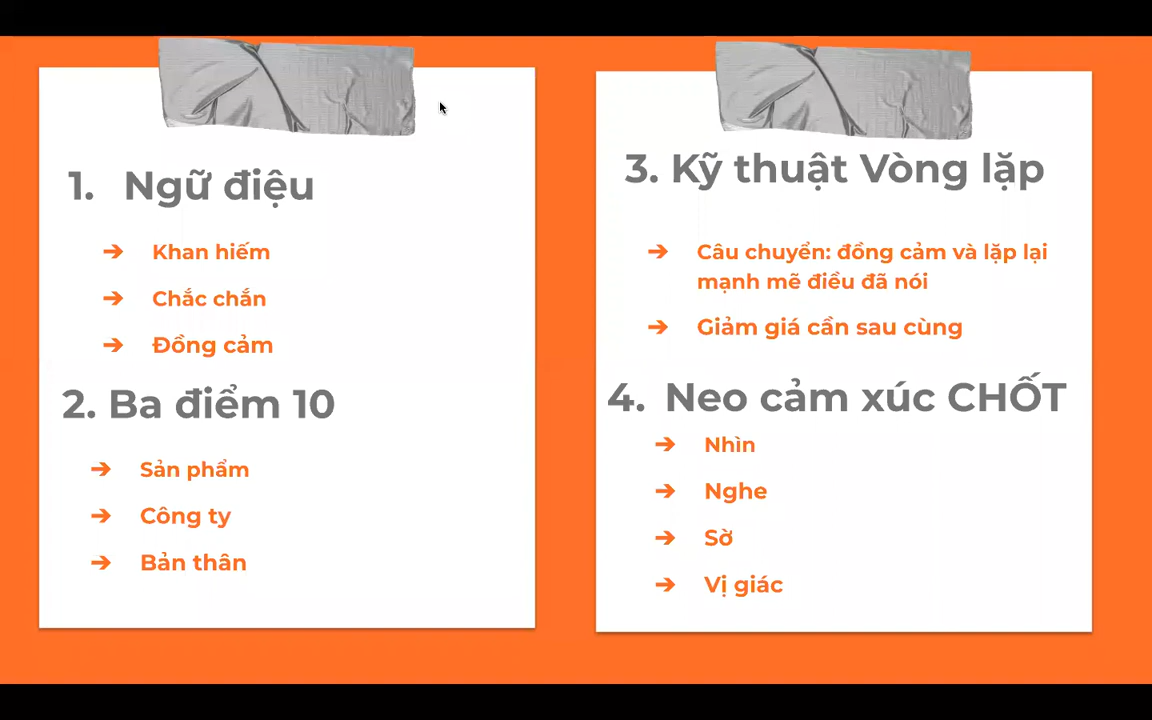 1. Ngữ điệu
➔ Khan hiếm
➔ Chắc chắn
➔ Đồng cảm
2. Ba điểm 10
➔ Sản phẩm
➔ Công ty
➔ Bản thân
3. Kỹ thuật Vòng lặp
➔ Câu chuyển: đồng cảm và lặp lại
mạnh mẽ điều đã nói
➔ Giảm giá cần sau cùng
4. Neo cảm xúc CHỐT
➔ Nhìn
➔ Nghe
➔ Sờ
➔ Vị giác